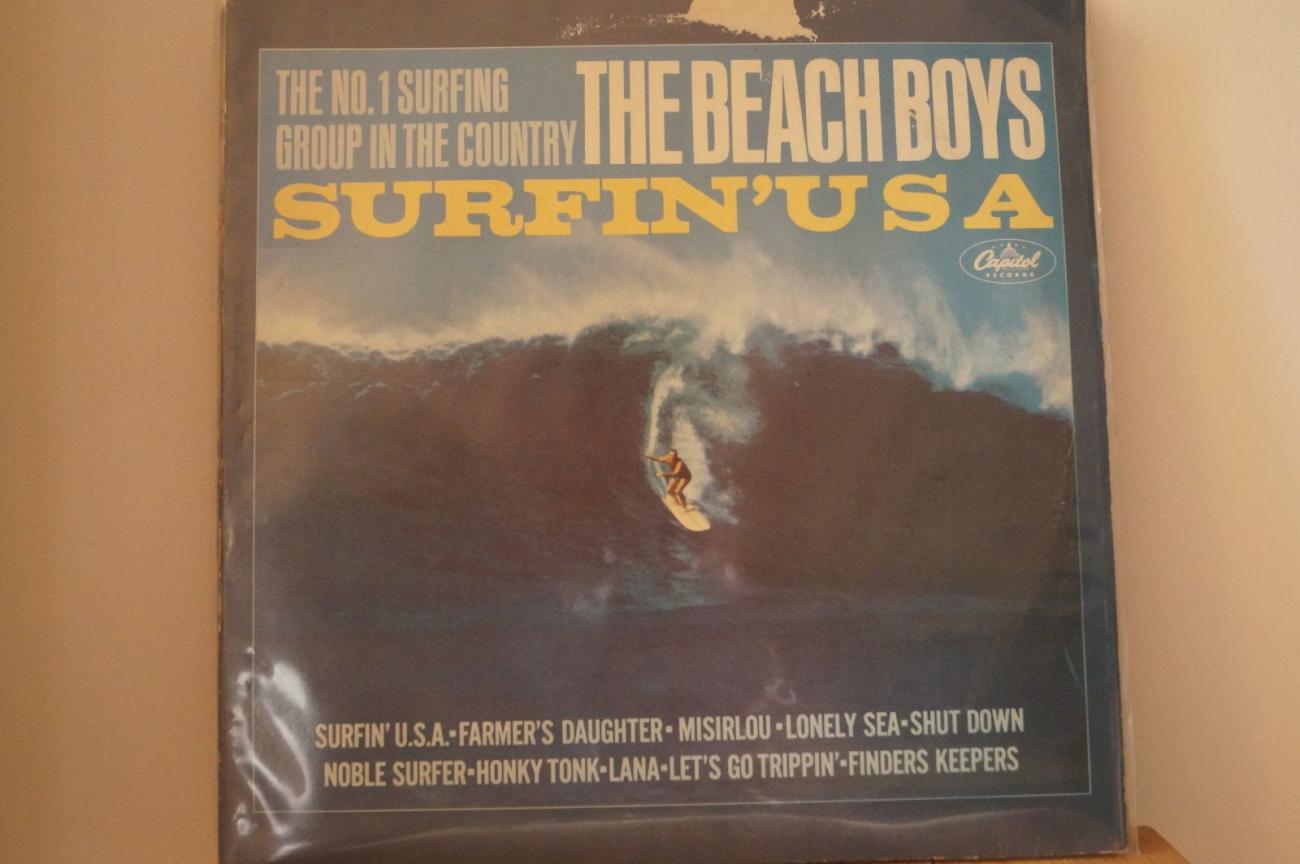 THE NO. 1 SURFING
GROUP IN THE COUNTRY
THE BEACH BOYS
SURFIN' U S A
Capitol
RECORDS
SURFIN' U.S.A.-FARMER'S DAUGHTER-MISIRLOU-LONELY SEA-SHUT DOWN
NOBLE SURFER-HONKY TONK-LANA-LET'S GO TRIPPIN'-FINDERS KEEPERS